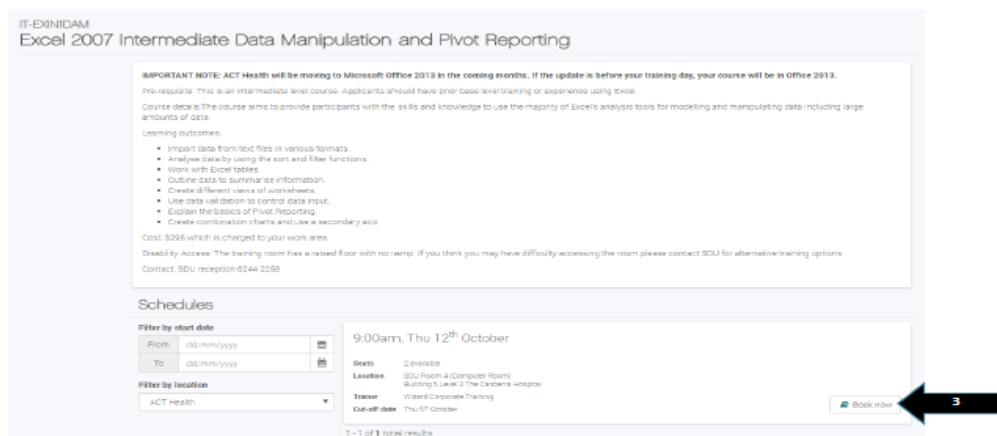 IT-EXIN1DAM
Excel 2007 Intermediate Data Manipulation and Pivot Reporting
IMPORTANT NOTE: ACT Health will be moving to Microsoft Office 2013 in the coming months. If the update is before your training day, your course will be in Office 2013.
Pre-requisite: This is an intermediate level course. Applicants should have prior base level training or experience using Excel.
Course details:The course aims to provide participants with the skills and knowledge to use the majority of Excel's analysis tools for modelling and manipulating data including large
amounts of data.
Learning outcomes:
Import data from text files in various formats.
Analyse data by using the sort and filter functions.
Work with Excel tables.
Outline data to summarise information.
Create different views of worksheets.
Use data validation to control data input.
Explain the basics of Pivot Reporting.
Create combination charts and use a secondary axis.
Cost: $295 which is charged to your work area.
Disability Access: The training room has a raised floor with no ramp. If you think you may have difficulty accessing the room please contact SDU for alternative training options.
Contact: SDU reception 6244 2258
Schedules
Filter by start date
From dd/mm/yyyy
To dd/mm/yyyy
Filter by location
ACT Health
9:00am, Thu 12th October
Seats 2 available
Location SDU Room 4 (Computer Room)
Building 5 Level 2 The Canberra Hospital
Trainer Wizard Corporate Training
Cut-off date Thu 5th October
Book now
3
1 - 1 of 1 total results